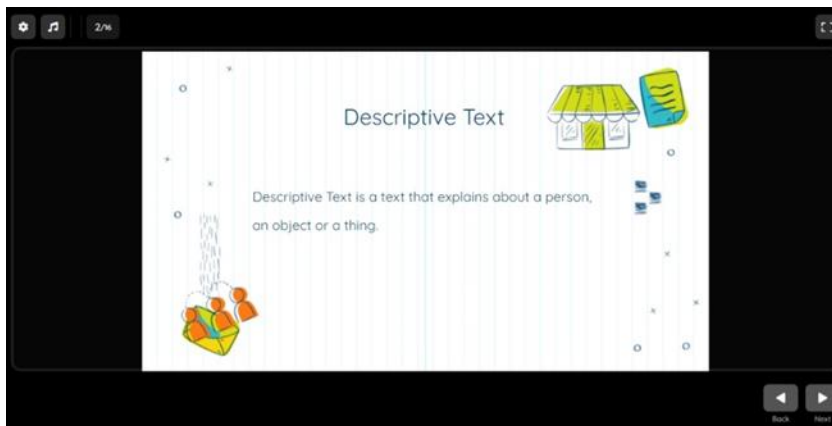 2/16
Descriptive Text
Descriptive Text is a text that explains about a person,
an object or a thing.
Back
Next